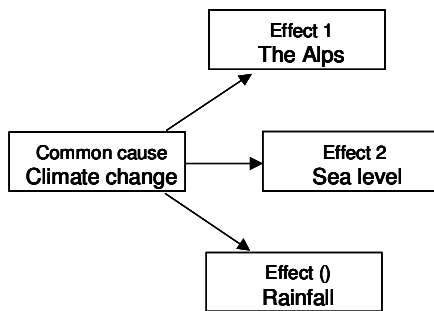 Effect 1
The Alps
Common cause
Climate change
Effect 2
Sea level
Effect ()
Rainfall